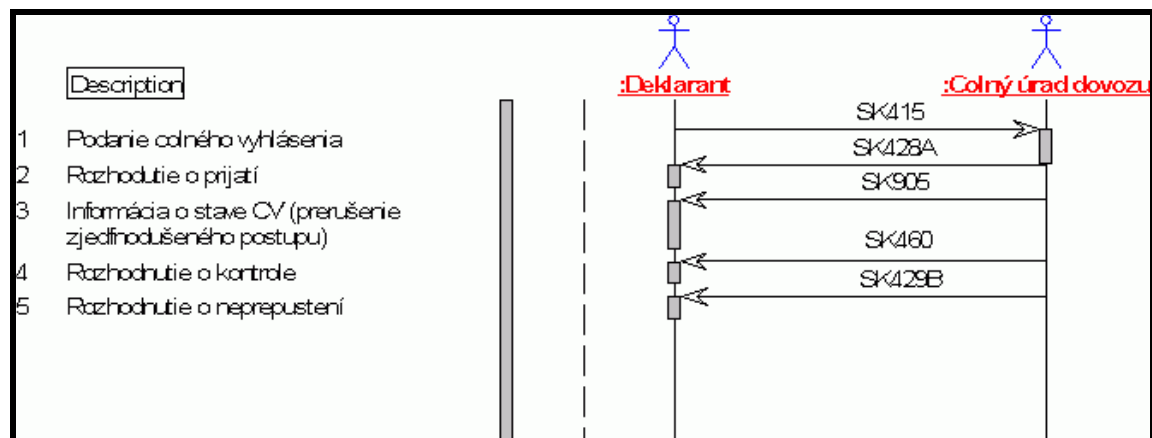 Description
:Deklarant
:Colný úrad dovozu
SK415
1 Podanie colného vyhlásenia
SK428A
2 Rozhodutie o prijatí
SK905
3 Informácia o stave CV (prerušenie
zjedfhodušeného postupu)
SK460
4 Rozhodnutie o kontrole
SK429B
5 Rozhodnutie o neprepustení